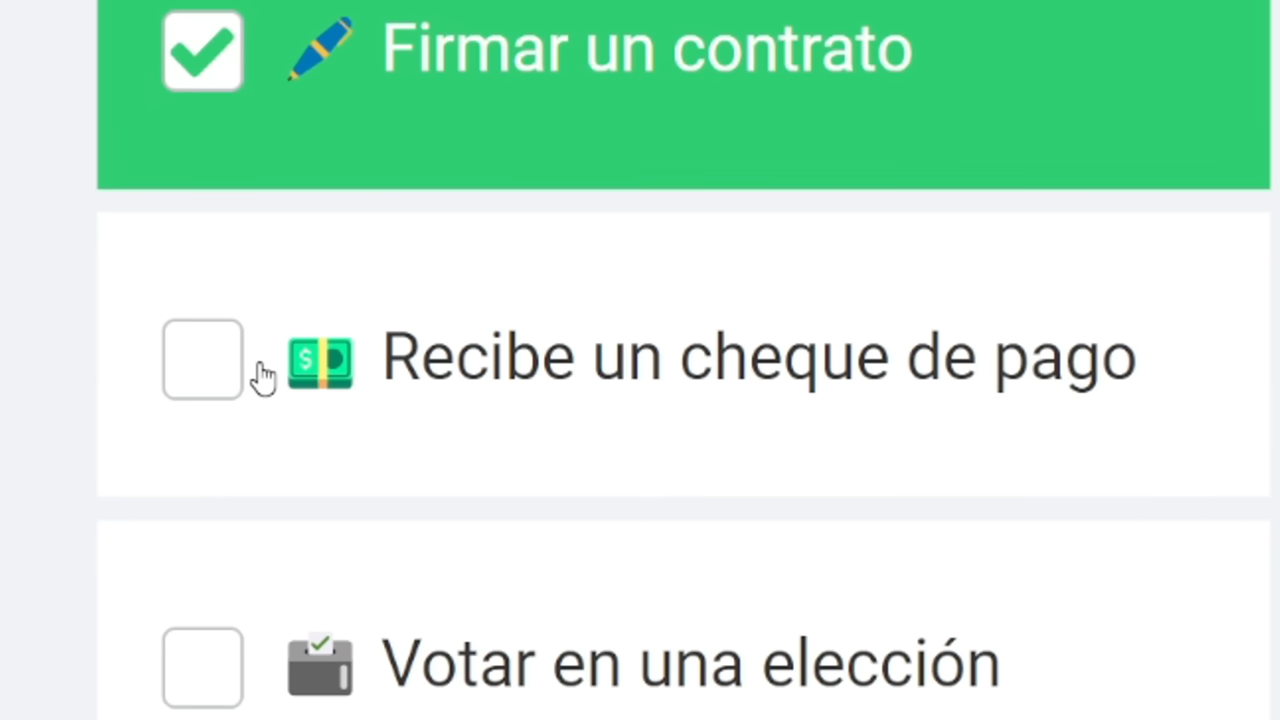 Firmar un contrato
Recibe un cheque de pago
Votar en una elección